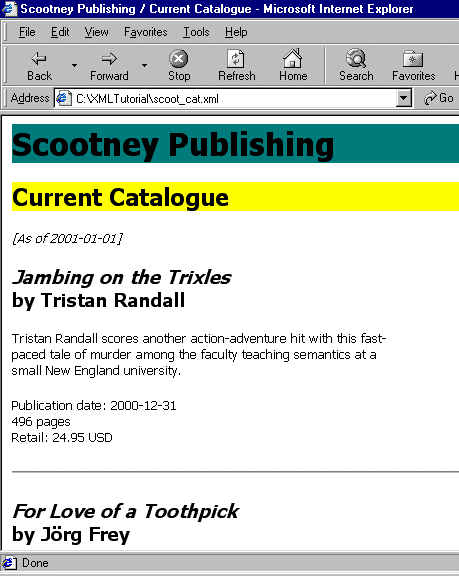 Scootney Publishing / Current Catalogue - Microsoft Internet Explorer
File Edit View Favorites Tools Help
Back Forward Stop Refresh Home Search Favorites
Address C:\XMLTutorial\scoot_cat.xml Go
Scootney Publishing
Current Catalogue
[As of 2001-01-01]
Jambing on the Trixles
by Tristan Randall
Tristan Randall scores another action-adventure hit with this fast-
paced tale of murder among the faculty teaching semantics at a
small New England university.
Publication date: 2000-12-31
496 pages
Retail: 24.95 USD
For Love of a Toothpick
by Jörg Frey
Done